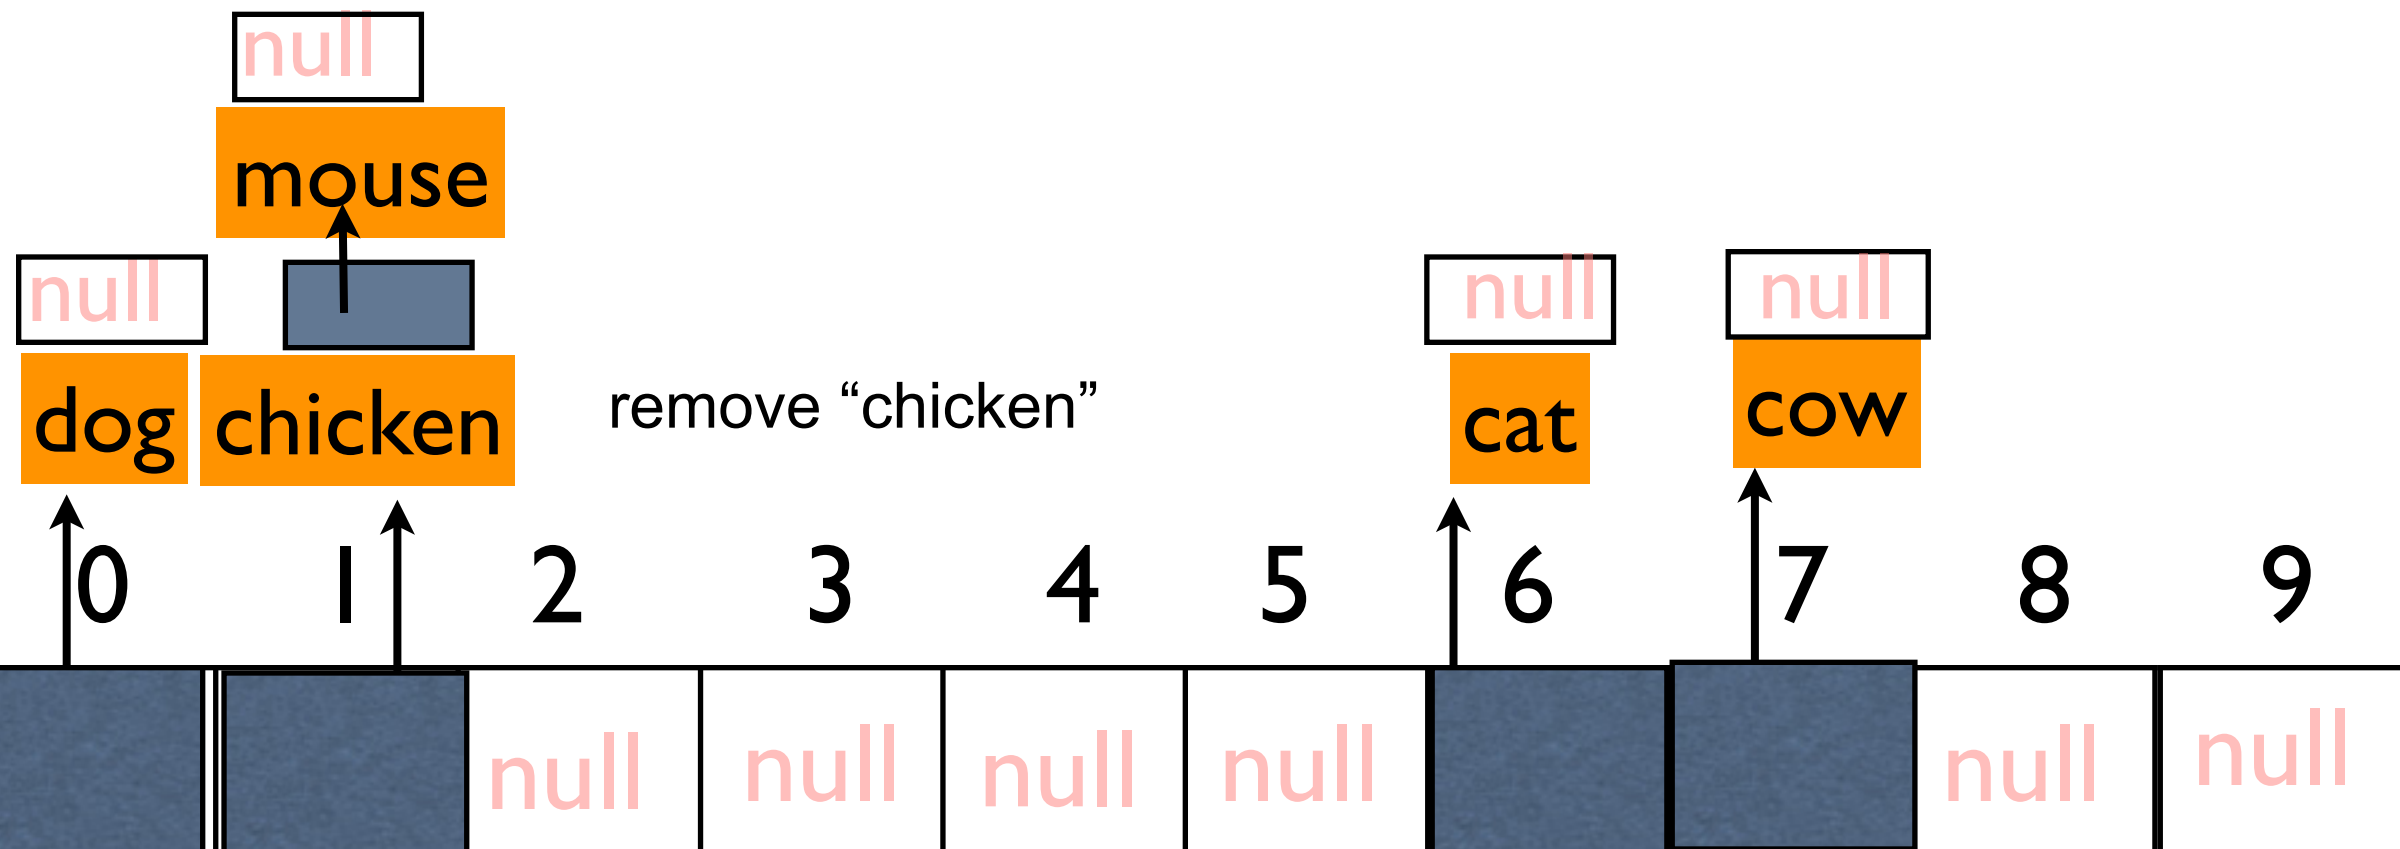 null
mouse
null null null
dog chicken remove “chicken” cat cow
0 1 2 3 4 5 6 7 8 9
null null null null null null